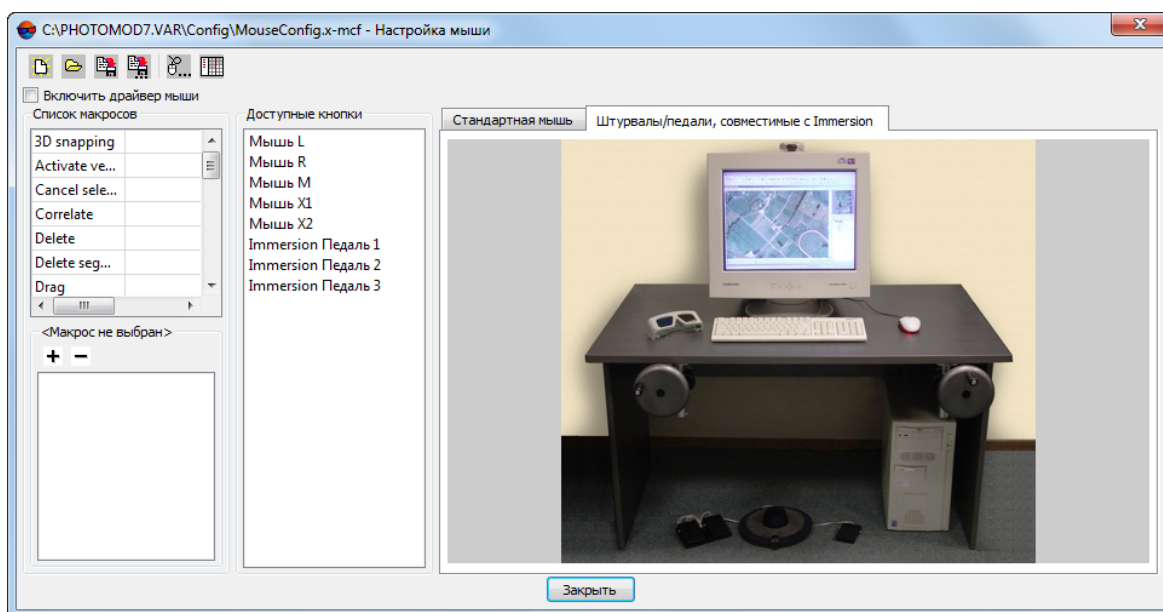 C:\PHOTOMOD7.VAR\Config\MouseConfig.x-mcf - Настройка мыши
Включить драйвер мыши
Список макросов
3D snapping
Activate ve...
Cancel sele...
Correlate
Delete
Delete seg...
Drag
<Макрос не выбран>
Доступные кнопки
Мышь L
Мышь R
Мышь M
Мышь X1
Мышь X2
Immersion Педаль 1
Immersion Педаль 2
Immersion Педаль 3
Стандартная мышь
Штурвалы/педали, совместимые с Immersion
Закрыть